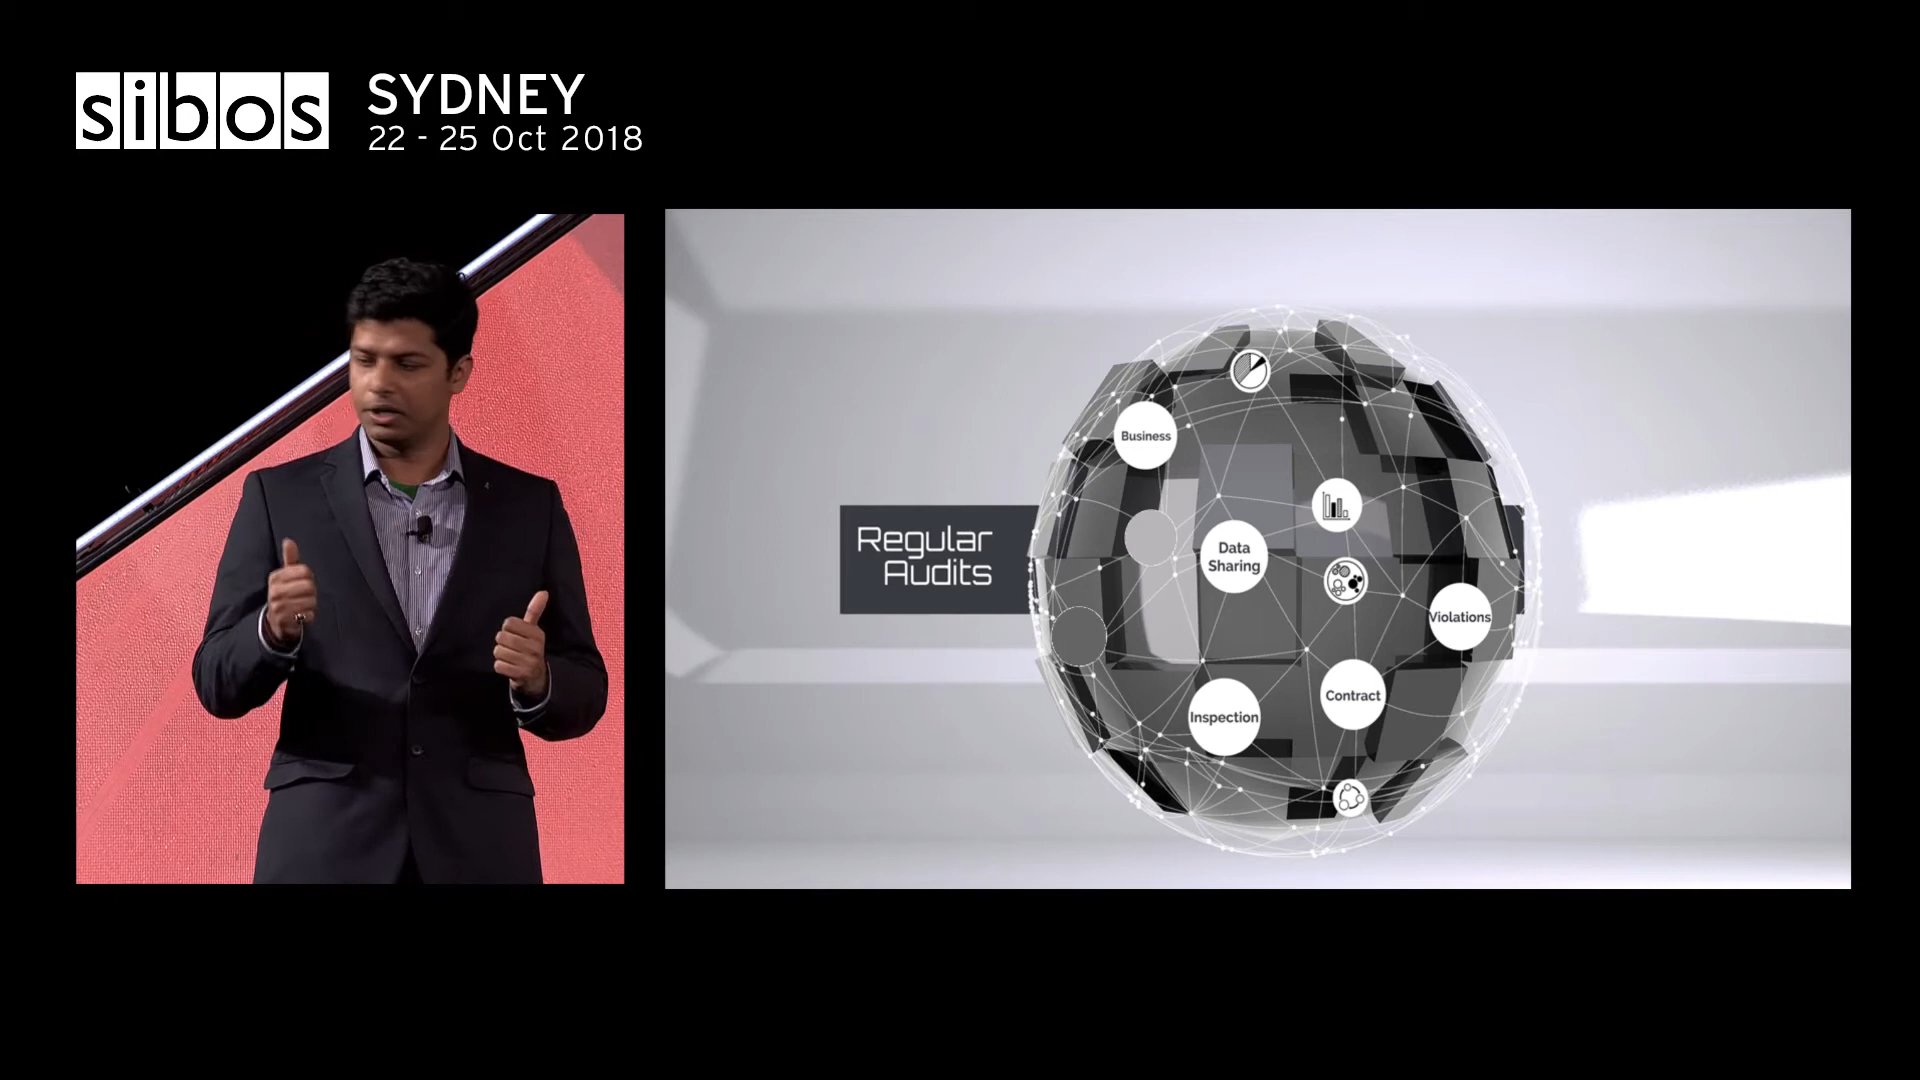 sibos
SYDNEY
22 - 25 Oct 2018
Regular
Audits
Business
Data
Sharing
Violations
Contract
Inspection